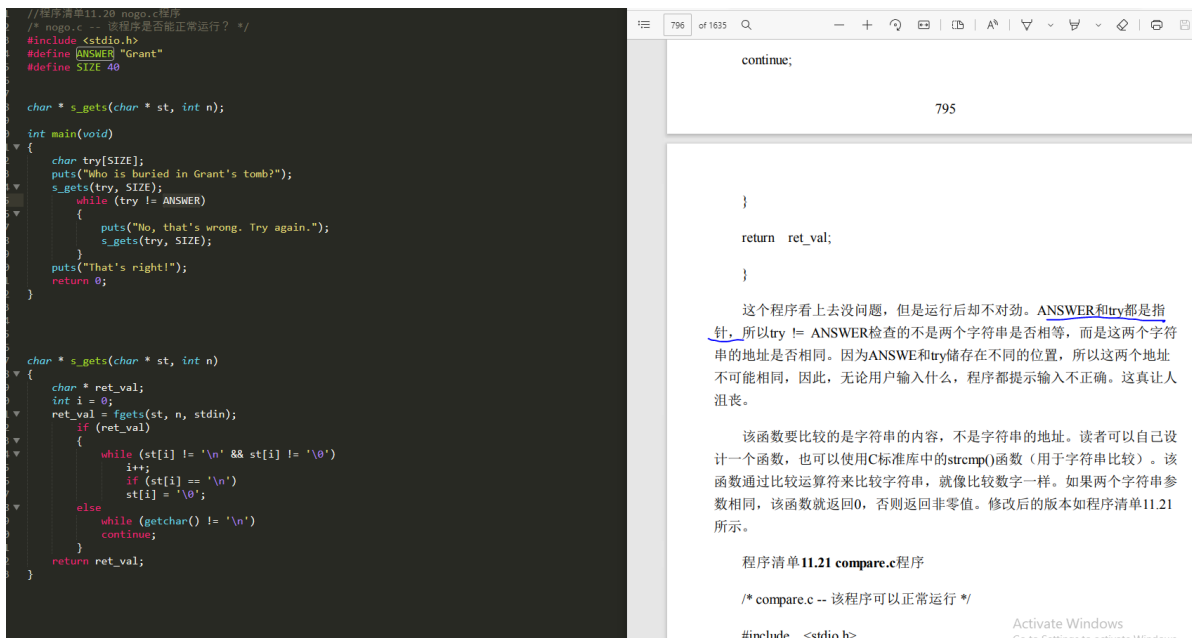 //程序清单11.20 nogo.c程序
/* nogo.c -- 该程序是否能正常运行？ */
#include <stdio.h>
#define ANSWER "Grant"
#define SIZE 40
char * s_gets(char * st, int n);
int main(void)
{
char try[SIZE];
puts("Who is buried in Grant's tomb?");
s_gets(try, SIZE);
while (try != ANSWER)
{
puts("No, that's wrong. Try again.");
s_gets(try, SIZE);
}
puts("That's right!");
return 0;
}
char * s_gets(char * st, int n)
{
char * ret_val;
int i = 0;
ret_val = fgets(st, n, stdin);
if (ret_val)
{
while (st[i] != '\n' && st[i] != '\0')
i++;
if (st[i] == '\n')
st[i] = '\0';
else
while (getchar() != '\n')
continue;
}
return ret_val;
}
796 of 1635
continue;
795
}
return ret_val;
}
这个程序看上去没问题，但是运行后却不对劲。ANSWER和try都是指
针，所以try != ANSWER检查的不是两个字符串是否相等，而是这两个字符
串的地址是否相同。因为ANSWE和try储存在不同的位置，所以这两个地址
不可能相同，因此，无论用户输入什么，程序都提示输入不正确。这真让人
沮丧。
该函数要比较的是字符串的内容，不是字符串的地址。读者可以自己设
计一个函数，也可以使用C标准库中的strcmp()函数（用于字符串比较）。该
函数通过比较运算符来比较字符串，就像比较数字一样。如果两个字符串参
数相同，该函数就返回0，否则返回非零值。修改后的版本如程序清单11.21
所示。
程序清单11.21 compare.c程序
/* compare.c -- 该程序可以正常运行 */
#include <stdio.h>
Activate Windows